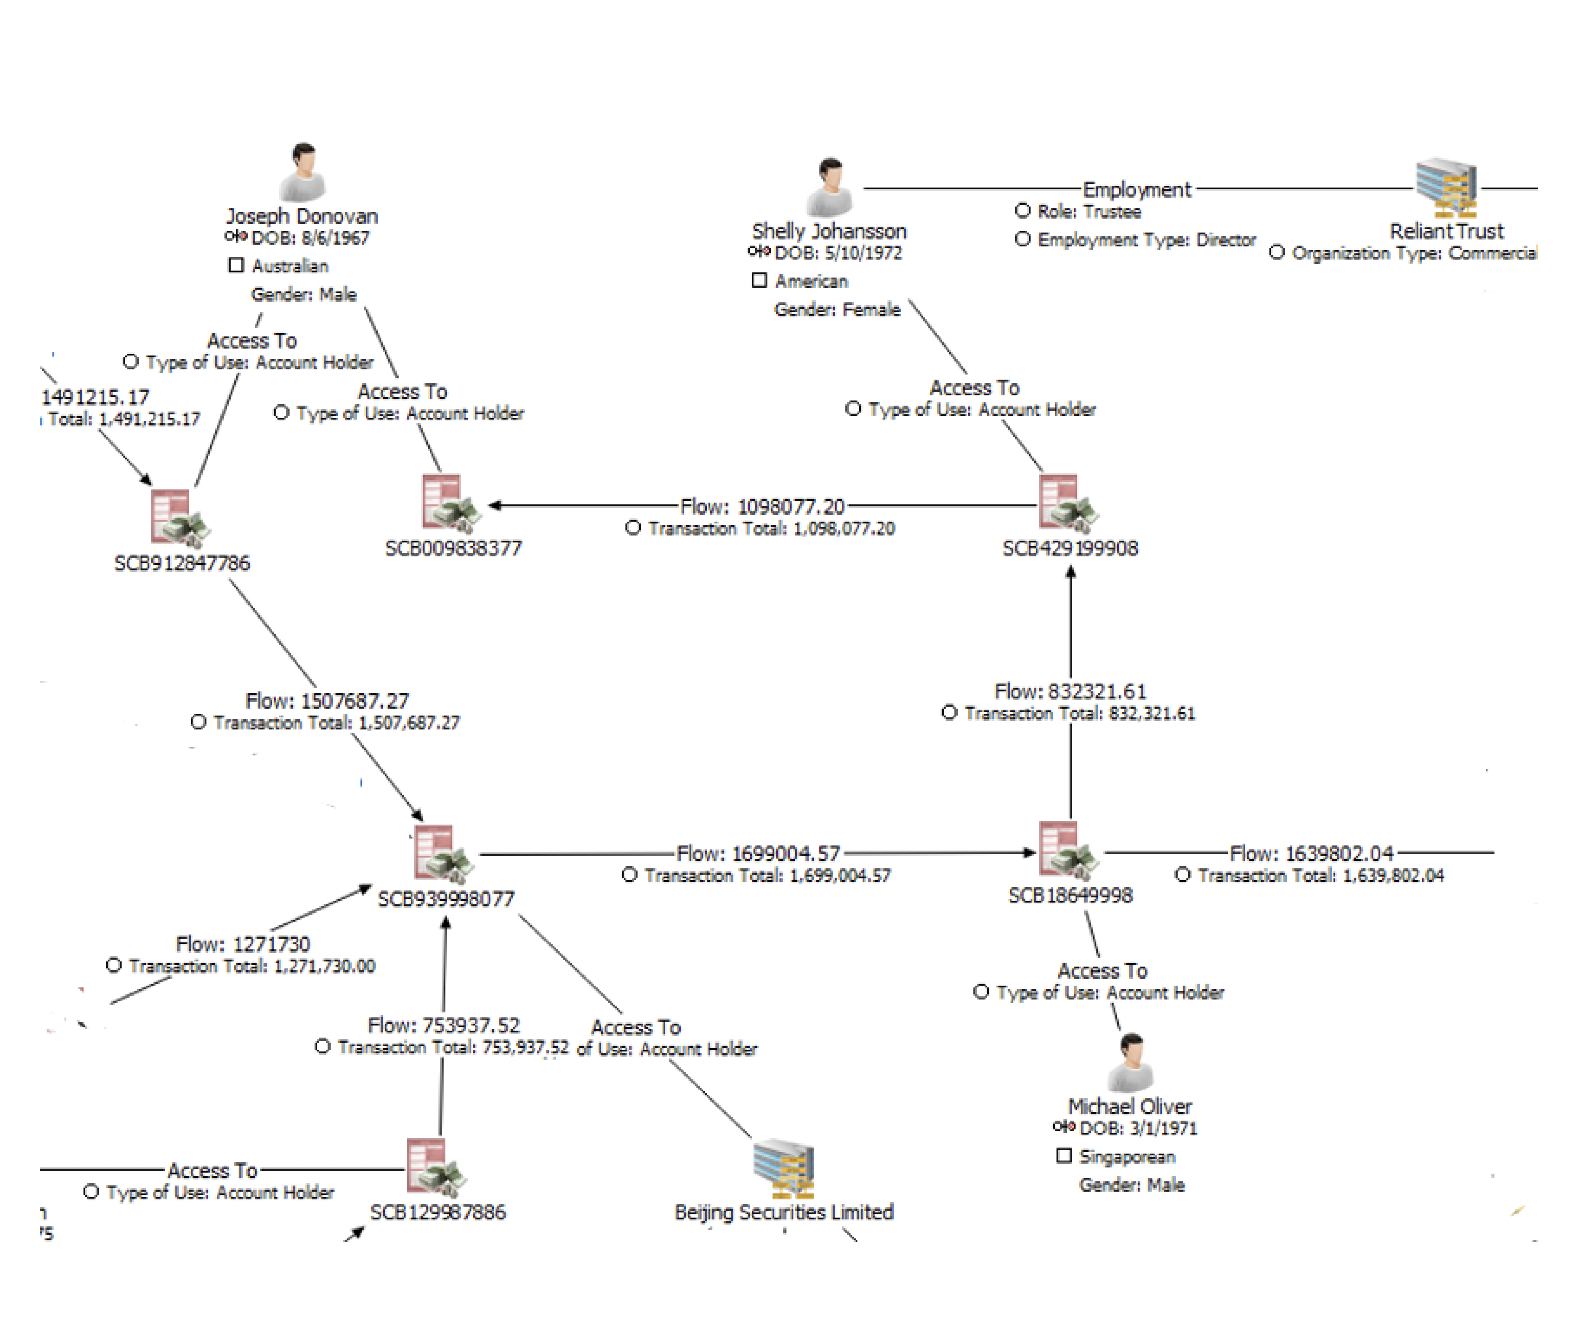 Joseph Donovan
DOB: 8/6/1967
Australian
Gender: Male
Shelly Johansson
DOB: 5/10/1972
American
Gender: Female
Employment
Role: Trustee
Employment Type: Director
Reliant Trust
Organization Type: Commercial
Access To
Type of Use: Account Holder
1491215.17
Total: 1,491,215.17
Access To
Type of Use: Account Holder
Access To
Type of Use: Account Holder
SCB912847786
SCB009838377
Flow: 1098077.20
Transaction Total: 1,098,077.20
SCB429199908
Flow: 1507687.27
Transaction Total: 1,507,687.27
Flow: 832321.61
Transaction Total: 832,321.61
SCB939998077
Flow: 1699004.57
Transaction Total: 1,699,004.57
SCB18649998
Flow: 1639802.04
Transaction Total: 1,639,802.04
Flow: 1271730
Transaction Total: 1,271,730.00
Flow: 753937.52
Transaction Total: 753,937.52
Access To
of Use: Account Holder
Access To
Type of Use: Account Holder
Michael Oliver
DOB: 3/1/1971
Singaporean
Gender: Male
Access To
Type of Use: Account Holder
SCB129987886
Beijing Securities Limited